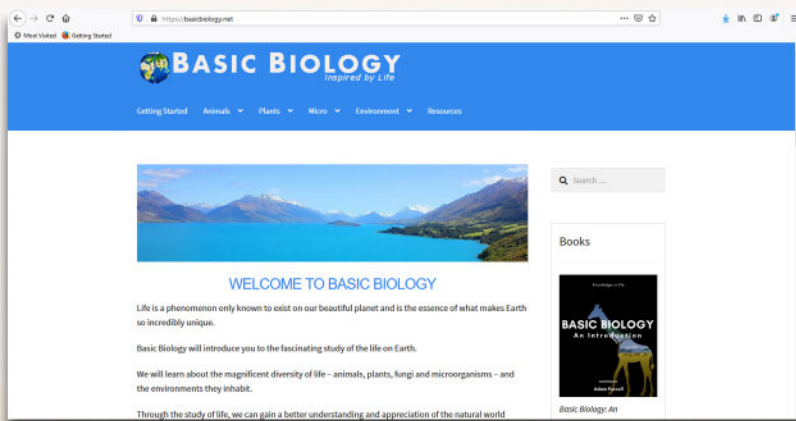 https://basicbiology.net
Most Visited Getting Started
BASIC BIOLOGY
Inspired by Life
Getting Started Animals Plants Micro Environment Resources
Search ...
Books
WELCOME TO BASIC BIOLOGY
Life is a phenomenon only known to exist on our beautiful planet and is the essence of what makes Earth
so incredibly unique.
Basic Biology will introduce you to the fascinating study of the life on Earth.
We will learn about the magnificent diversity of life – animals, plants, fungi and microorganisms – and
the environments they inhabit.
Through the study of life, we can gain a better understanding and appreciation of the natural world
BASIC BIOLOGY
An Introduction
Adam Purcell
Basic Biology: An